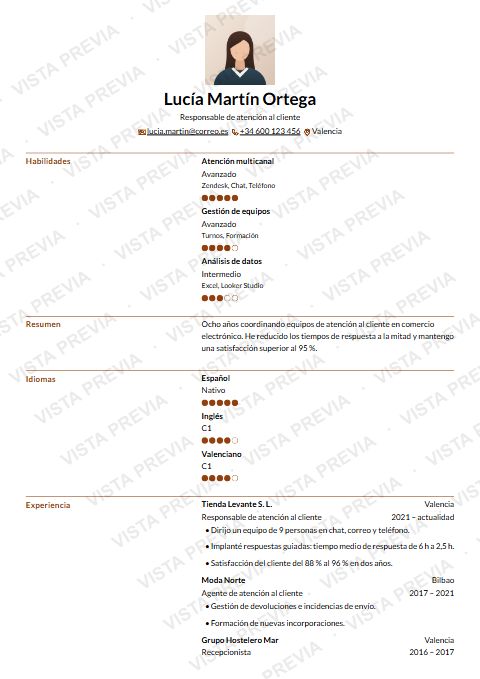 Lucía Martín Ortega
Responsable de atención al cliente
lucia.martin@correo.es +34 600 123 456 Valencia
Habilidades
Atención multicanal
Avanzado
Zendesk, Chat, Teléfono
Gestión de equipos
Avanzado
Turnos, Formación
Análisis de datos
Intermedio
Excel, Looker Studio
Resumen
Ocho años coordinando equipos de atención al cliente en comercio
electrónico. He reducido los tiempos de respuesta a la mitad y mantengo
una satisfacción superior al 95 %.
Idiomas
Español
Nativo
Inglés
C1
Valenciano
C1
Experiencia
Tienda Levante S. L. Valencia
Responsable de atención al cliente 2021 – actualidad
• Dirijo un equipo de 9 personas en chat, correo y teléfono.
• Implanté respuestas guiadas: tiempo medio de respuesta de 6 h a 2,5 h.
• Satisfacción del cliente del 88 % al 96 % en dos años.
Moda Norte Bilbao
Agente de atención al cliente 2017 – 2021
• Gestión de devoluciones e incidencias de envío.
• Formación de nuevas incorporaciones.
Grupo Hostelero Mar Valencia
Recepcionista 2016 – 2017
VISTA PREVIA